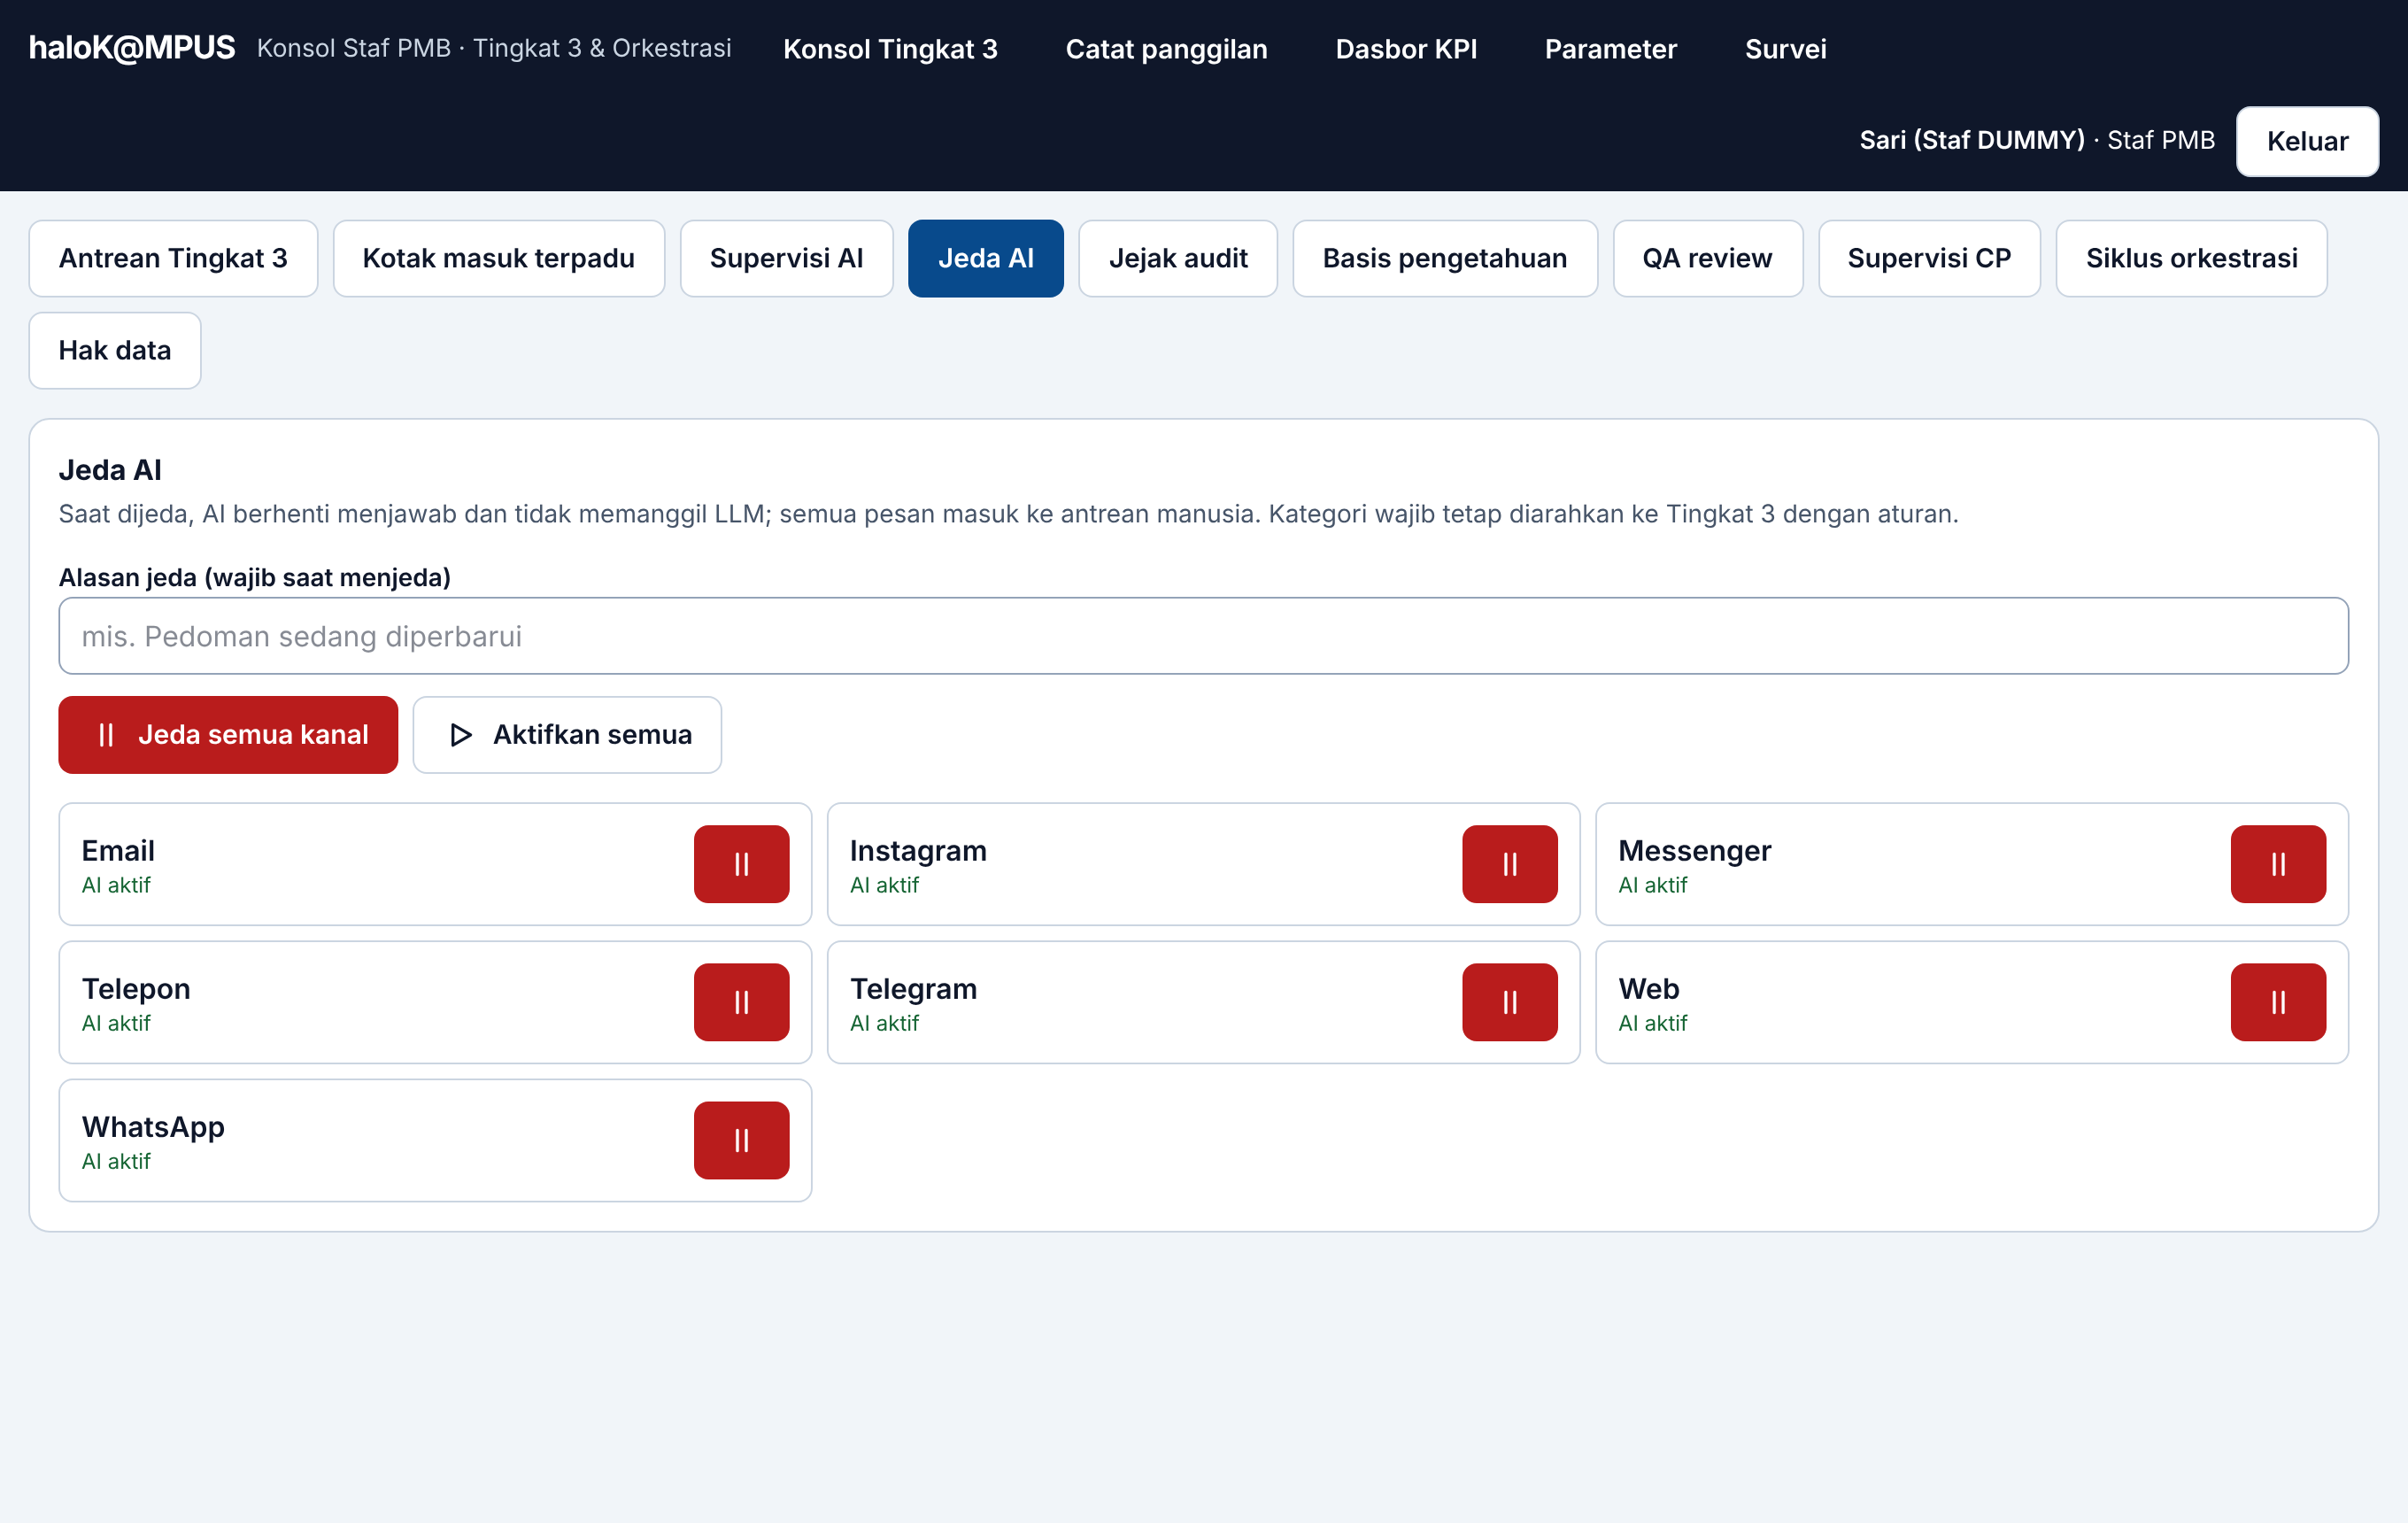 haloK@MPUS Konsol Staf PMB · Tingkat 3 & Orkestrasi Konsol Tingkat 3 Catat panggilan Dasbor KPI Parameter Survei
Sari (Staf DUMMY) · Staf PMB Keluar
Antrean Tingkat 3 Kotak masuk terpadu Supervisi AI Jeda AI Jejak audit Basis pengetahuan QA review Supervisi CP Siklus orkestrasi
Hak data
Jeda AI
Saat dijeda, AI berhenti menjawab dan tidak memanggil LLM; semua pesan masuk ke antrean manusia. Kategori wajib tetap diarahkan ke Tingkat 3 dengan aturan.
Alasan jeda (wajib saat menjeda)
mis. Pedoman sedang diperbarui
Jeda semua kanal Aktifkan semua
Email
AI aktif
Instagram
AI aktif
Messenger
AI aktif
Telepon
AI aktif
Telegram
AI aktif
Web
AI aktif
WhatsApp
AI aktif